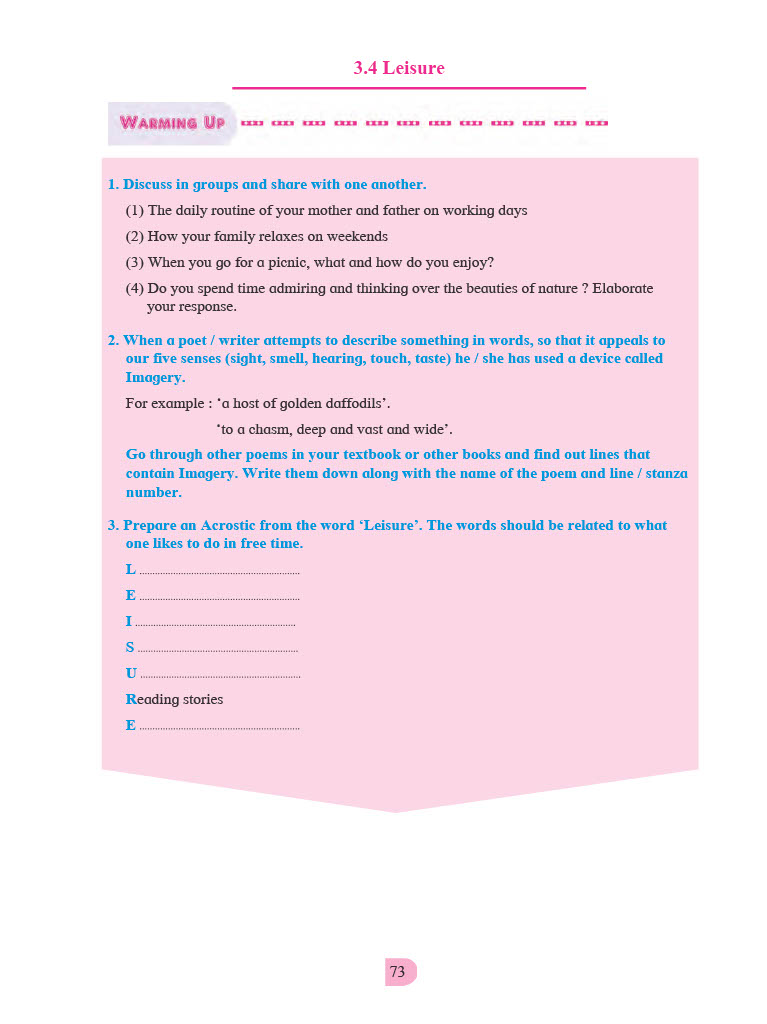 3.4 Leisure
WARMING UP
1. Discuss in groups and share with one another.
(1) The daily routine of your mother and father on working days
(2) How your family relaxes on weekends
(3) When you go for a picnic, what and how do you enjoy?
(4) Do you spend time admiring and thinking over the beauties of nature ? Elaborate
your response.
2. When a poet / writer attempts to describe something in words, so that it appeals to
our five senses (sight, smell, hearing, touch, taste) he / she has used a device called
Imagery.
For example : ‘a host of golden daffodils’.
‘to a chasm, deep and vast and wide’.
Go through other poems in your textbook or other books and find out lines that
contain Imagery. Write them down along with the name of the poem and line / stanza
number.
3. Prepare an Acrostic from the word ‘Leisure’. The words should be related to what
one likes to do in free time.
L ..............................................................
E ..............................................................
I ..............................................................
S ..............................................................
U ..............................................................
Reading stories
E ..............................................................
73